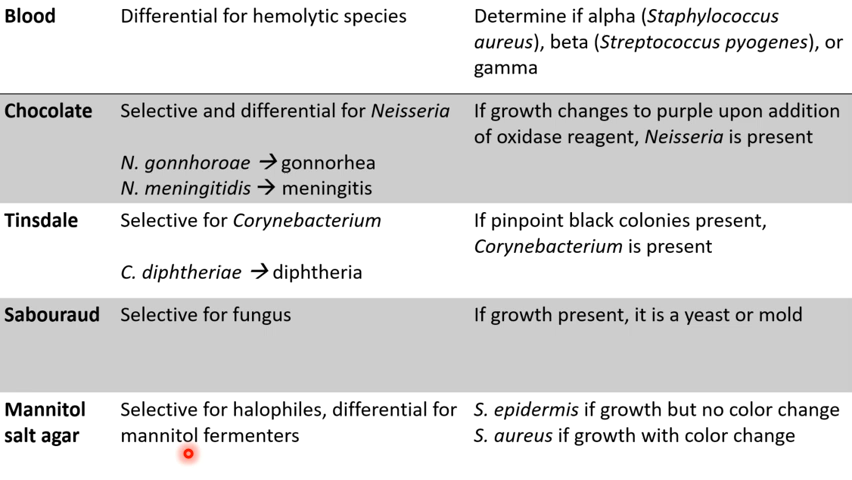 Blood Differential for hemolytic species Determine if alpha (Staphylococcus
aureus), beta (Streptococcus pyogenes), or
gamma
Chocolate Selective and differential for Neisseria If growth changes to purple upon addition
of oxidase reagent, Neisseria is present
N. gonnhoroae → gonnorhea
N. meningitidis → meningitis
Tinsdale Selective for Corynebacterium If pinpoint black colonies present,
Corynebacterium is present
C. diphtheriae → diphtheria
Sabouraud Selective for fungus If growth present, it is a yeast or mold
Mannitol Selective for halophiles, differential for S. epidermis if growth but no color change
salt agar mannitol fermenters S. aureus if growth with color change